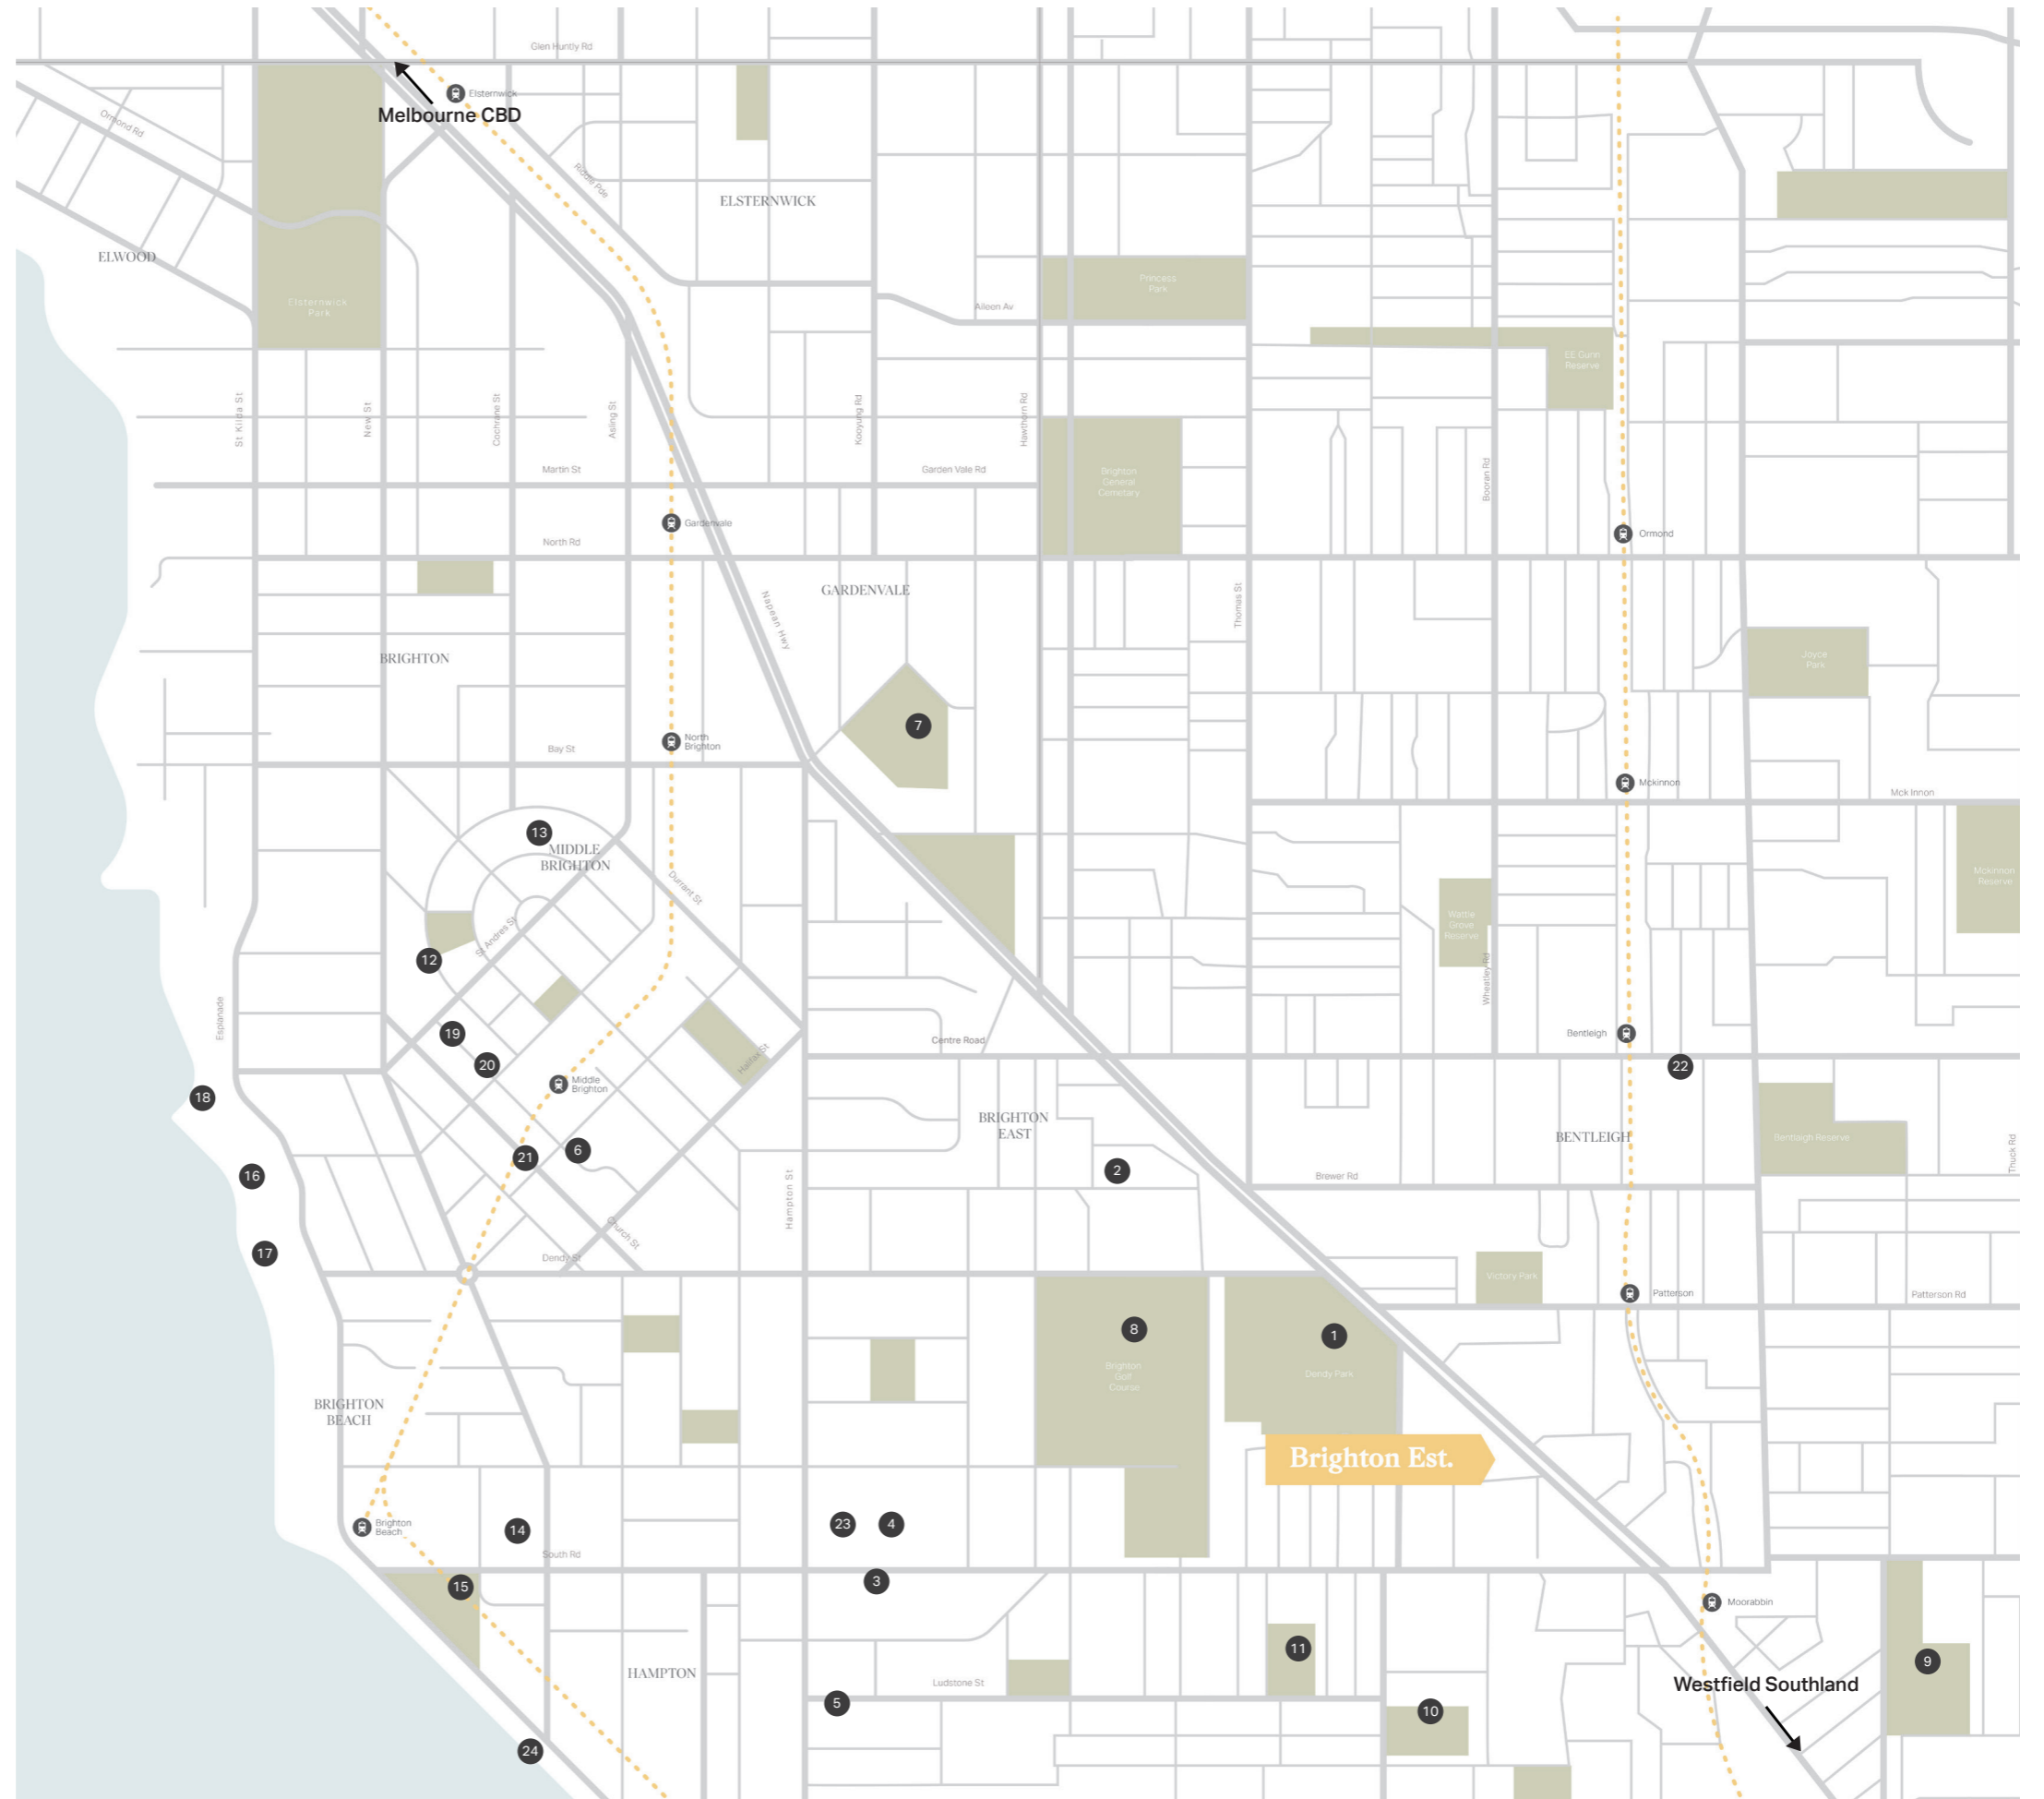 Glen Huntly Rd
Elsternwick
Melbourne CBD
Ormond Rd
Riddle Pde
ELSTERNWICK
ELWOOD
Princess
Park
Elsternwick
Park
Aileen Av
EE Gunn
Reserve
St Kilda St
New St
Cochrane St
Asling St
Kooyung Rd
Hawthorn Rd
Martin St
Garden Vale Rd
Brighton
General
Cemetary
Booran Rd
Gardenvale
Ormond
North Rd
GARDENVALE
Napean Hwy
Thomas St
BRIGHTON
Joyce
Park
7
North
Brighton
Bay St
Mckinnon
Mck Innon
13
MIDDLE
BRIGHTON
Durrant St
Mckinnon
Reserve
Wattle
Grove
Reserve
St Andres St
12
Wheatley Rd
Esplanade
19
Centre Road
Bentleigh
20
Halifax St
22
Middle
Brighton
18
BRIGHTON
EAST
BENTLEIGH
Bentleigh Reserve
Thuck Rd
21
6
2
16
Brewer Rd
Hampton St
Church St
17
Dendy St
Victory Park
Patterson
Patterson Rd
8
1
Brighton
Golf
Course
Dendy Park
BRIGHTON
BEACH
Brighton Est.
Brighton
Beach
14
23
4
South Rd
15
3
Moorabbin
11
9
HAMPTON
Ludstone St
Westfield Southland
5
10
24